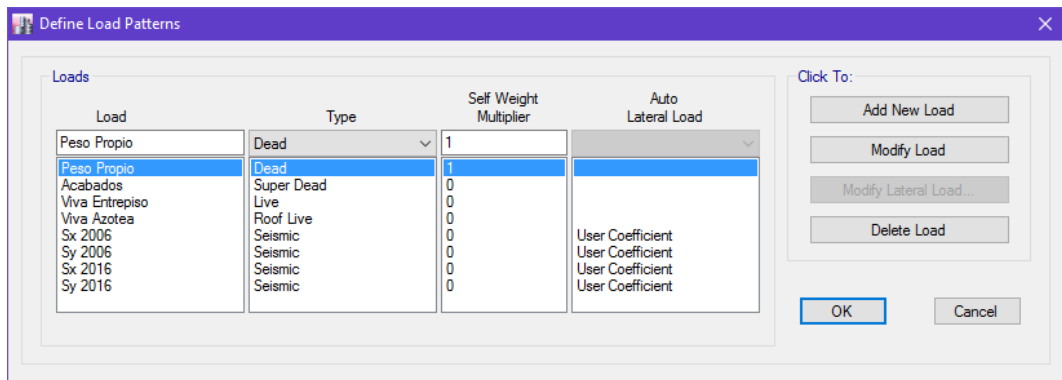 Define Load Patterns
Loads
Click To:
Load
Type
Self Weight
Multiplier
Auto
Lateral Load
Peso Propio Dead 1
Peso Propio Dead 1
Acabados Super Dead 0
Viva Entrepiso Live 0
Viva Azotea Roof Live 0
Sx 2006 Seismic 0 User Coefficient
Sy 2006 Seismic 0 User Coefficient
Sx 2016 Seismic 0 User Coefficient
Sy 2016 Seismic 0 User Coefficient
Add New Load
Modify Load
Modify Lateral Load...
Delete Load
OK
Cancel